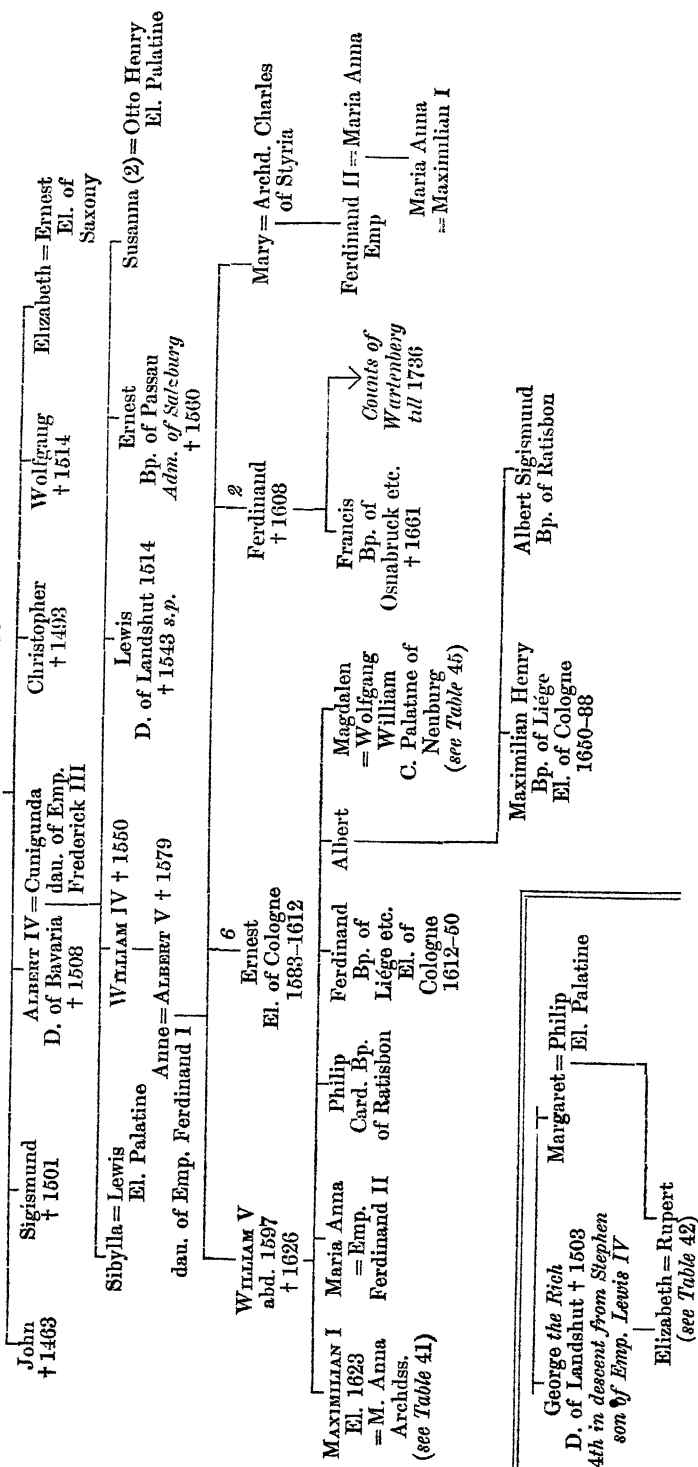 John
† 1463
Sigismund
† 1501
ALBERT IV = Cunigunda
D. of Bavaria dau. of Emp.
† 1508 Frederick III
Christopher
† 1493
Wolfgang
† 1514
Elizabeth = Ernest
El. of
Saxony
Sibylla = Lewis
El. Palatine
WILLIAM IV † 1550
Lewis
D. of Landshut 1514
† 1543 s.p.
Ernest
Bp. of Passau
Adm. of Salzburg
† 1560
Susanna (2) = Otto Henry
El. Palatine
Anne = ALBERT V † 1579
dau. of Emp. Ferdinand I
WILLIAM V
abd. 1597
† 1626
6
Ernest
El. of Cologne
1583–1612
2
Ferdinand
† 1608
Mary = Archd. Charles
of Styria
MAXIMILIAN I
El. 1623
= M. Anna
Archdss.
(see Table 41)
Maria Anna
= Emp.
Ferdinand II
Philip
Card. Bp.
of Ratisbon
Ferdinand
Bp. of
Liége etc.
El. of
Cologne
1612–50
Albert
Magdalen
= Wolfgang
William
C. Palatine of
Neuburg
(see Table 45)
Francis
Bp. of
Osnabruck etc.
† 1661
Counts of
Wartenberg
till 1736
Ferdinand II = Maria Anna
Emp
Maria Anna
= Maximilian I
Maximilian Henry
Bp. of Liége
El. of Cologne
1650–88
Albert Sigismund
Bp. of Ratisbon
George the Rich
D. of Landshut † 1503
4th in descent from Stephen
son of Emp. Lewis IV
Margaret = Philip
El. Palatine
Elizabeth = Rupert
(see Table 42)